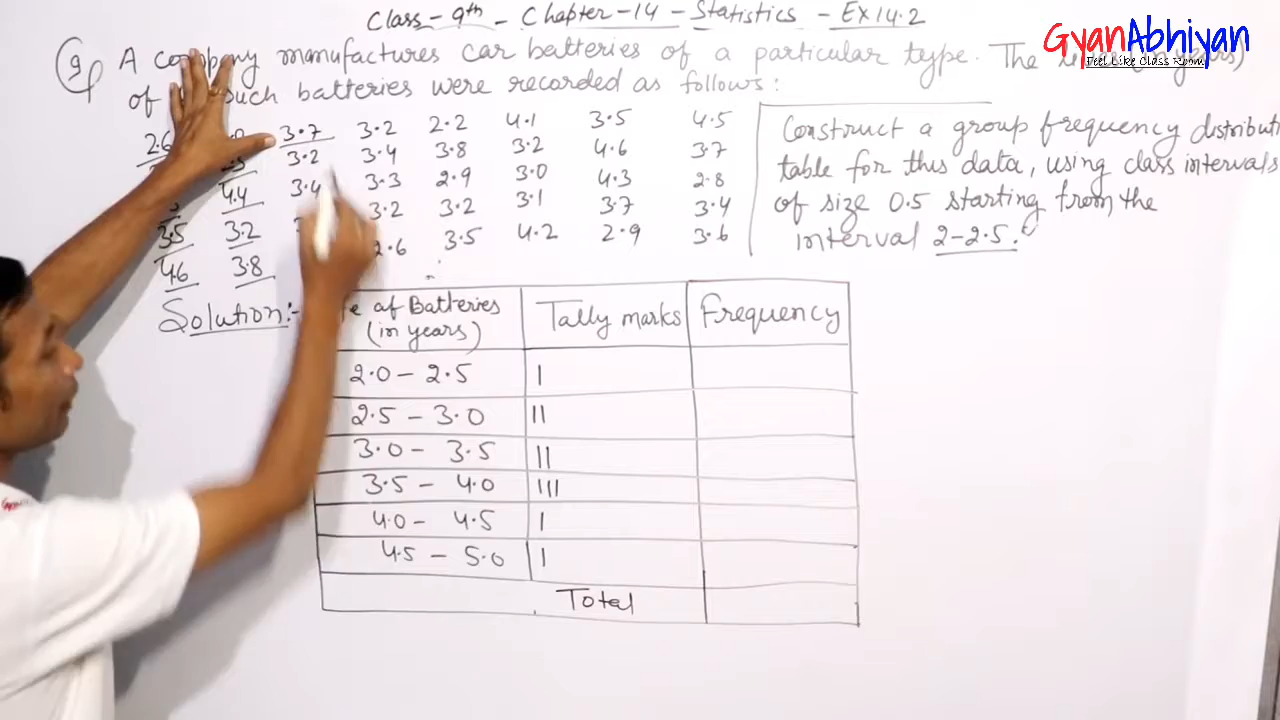 Class - 9th - Chapter - 14 - Statistics - EX 14.2
GyanAbhiyan
Feel Like Class Room
9 A company manufactures car batteries of a particular type. The years)
of such batteries were recorded as follows:
2.6 3.7 3.2 2.2 4.1 3.5 4.5
3.2 3.4 3.8 3.2 4.6 3.7
4.4 3.4 3.3 2.9 3.0 4.3 2.8
3.5 3.2 3.2 3.2 3.1 3.7 3.4
46 3.8 2.6 3.5 4.2 2.9 3.6
Construct a group frequency distribut
table for this data, using class intervals
of size 0.5 starting from the
interval 2-2.5.
Solution:-
of Batteries Tally marks Frequency
(in years)
2.0 - 2.5 |
2.5 - 3.0 ||
3.0 - 3.5 ||
3.5 - 4.0 |||
4.0 - 4.5 |
4.5 - 5.0 |
Total